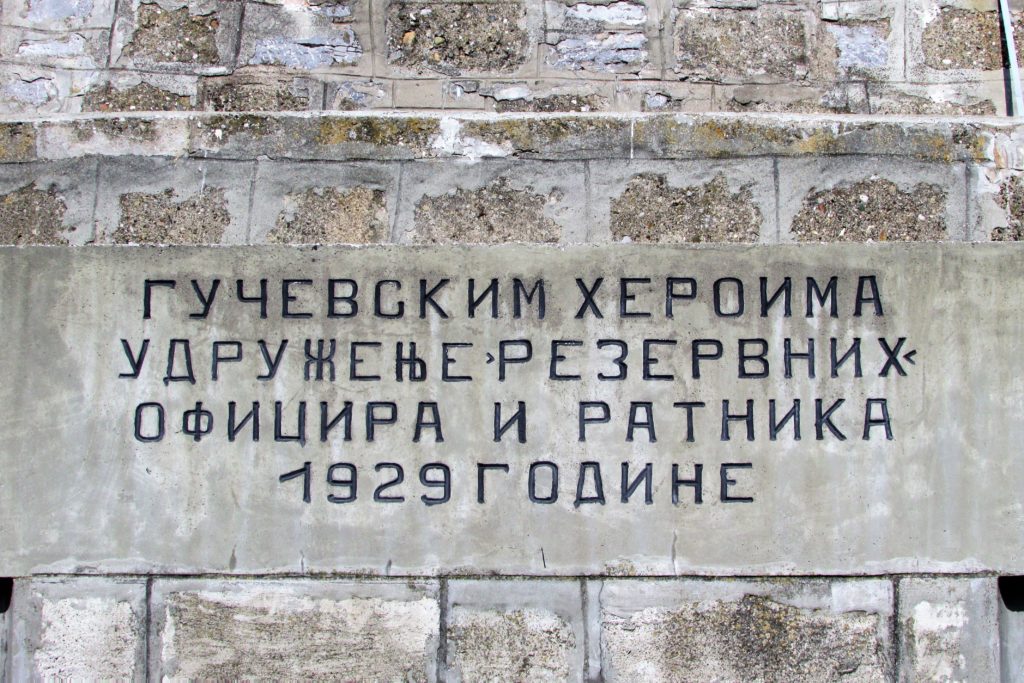 ГУЧЕВСКИМ ХЕРОИМА
УДРУЖЕЊЕ ›РЕЗЕРВНИХ‹
ОФИЦИРА И РАТНИКА
1929 ГОДИНЕ